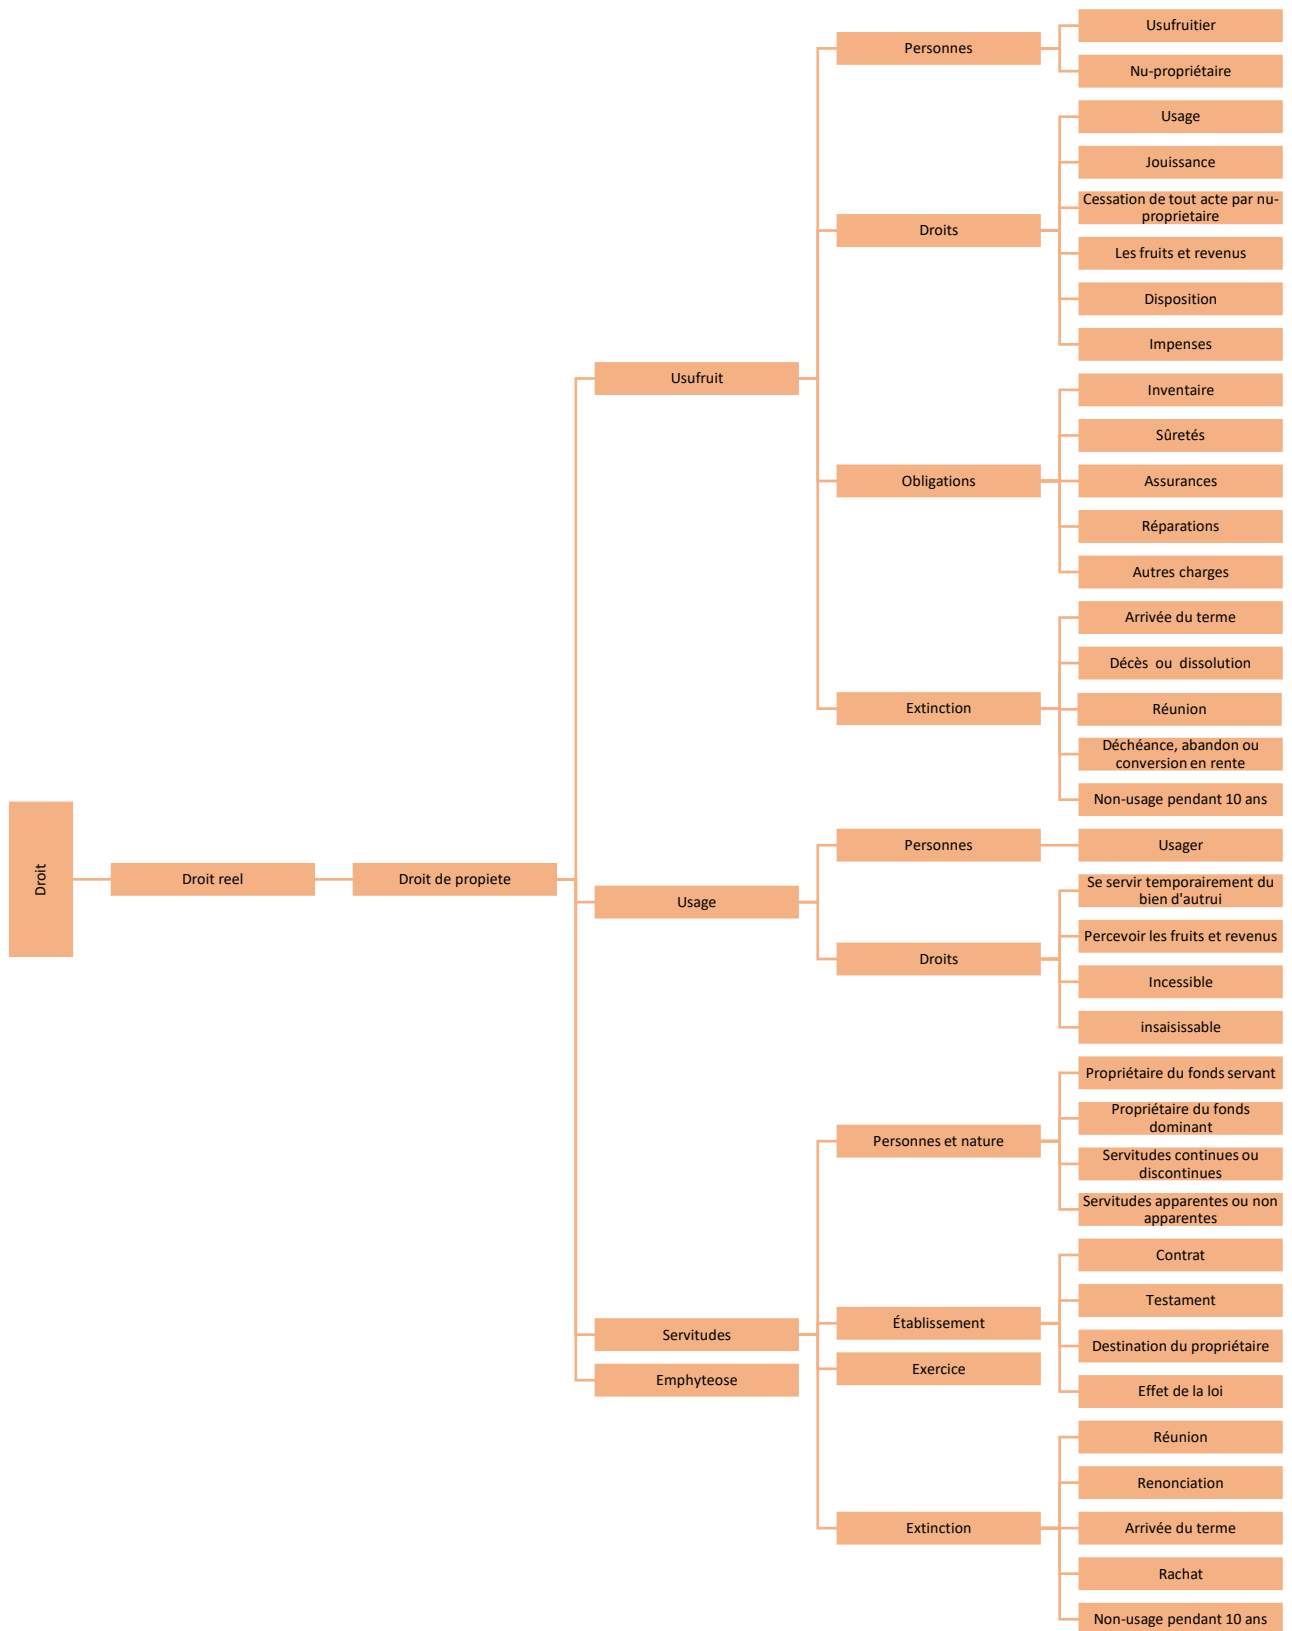 Droit
Droit reel
Droit de propiete
Usufruit
Personnes
Usufruitier
Nu-propriétaire
Droits
Usage
Jouissance
Cessation de tout acte par nu-
proprietaire
Les fruits et revenus
Disposition
Impenses
Obligations
Inventaire
Sûretés
Assurances
Réparations
Autres charges
Extinction
Arrivée du terme
Décès ou dissolution
Réunion
Déchéance, abandon ou
conversion en rente
Non-usage pendant 10 ans
Usage
Personnes
Usager
Droits
Se servir temporairement du
bien d'autrui
Percevoir les fruits et revenus
Incessible
insaisissable
Servitudes
Personnes et nature
Propriétaire du fonds servant
Propriétaire du fonds
dominant
Servitudes continues ou
discontinues
Servitudes apparentes ou non
apparentes
Établissement
Contrat
Testament
Destination du propriétaire
Effet de la loi
Exercice
Extinction
Réunion
Renonciation
Arrivée du terme
Rachat
Non-usage pendant 10 ans
Emphyteose